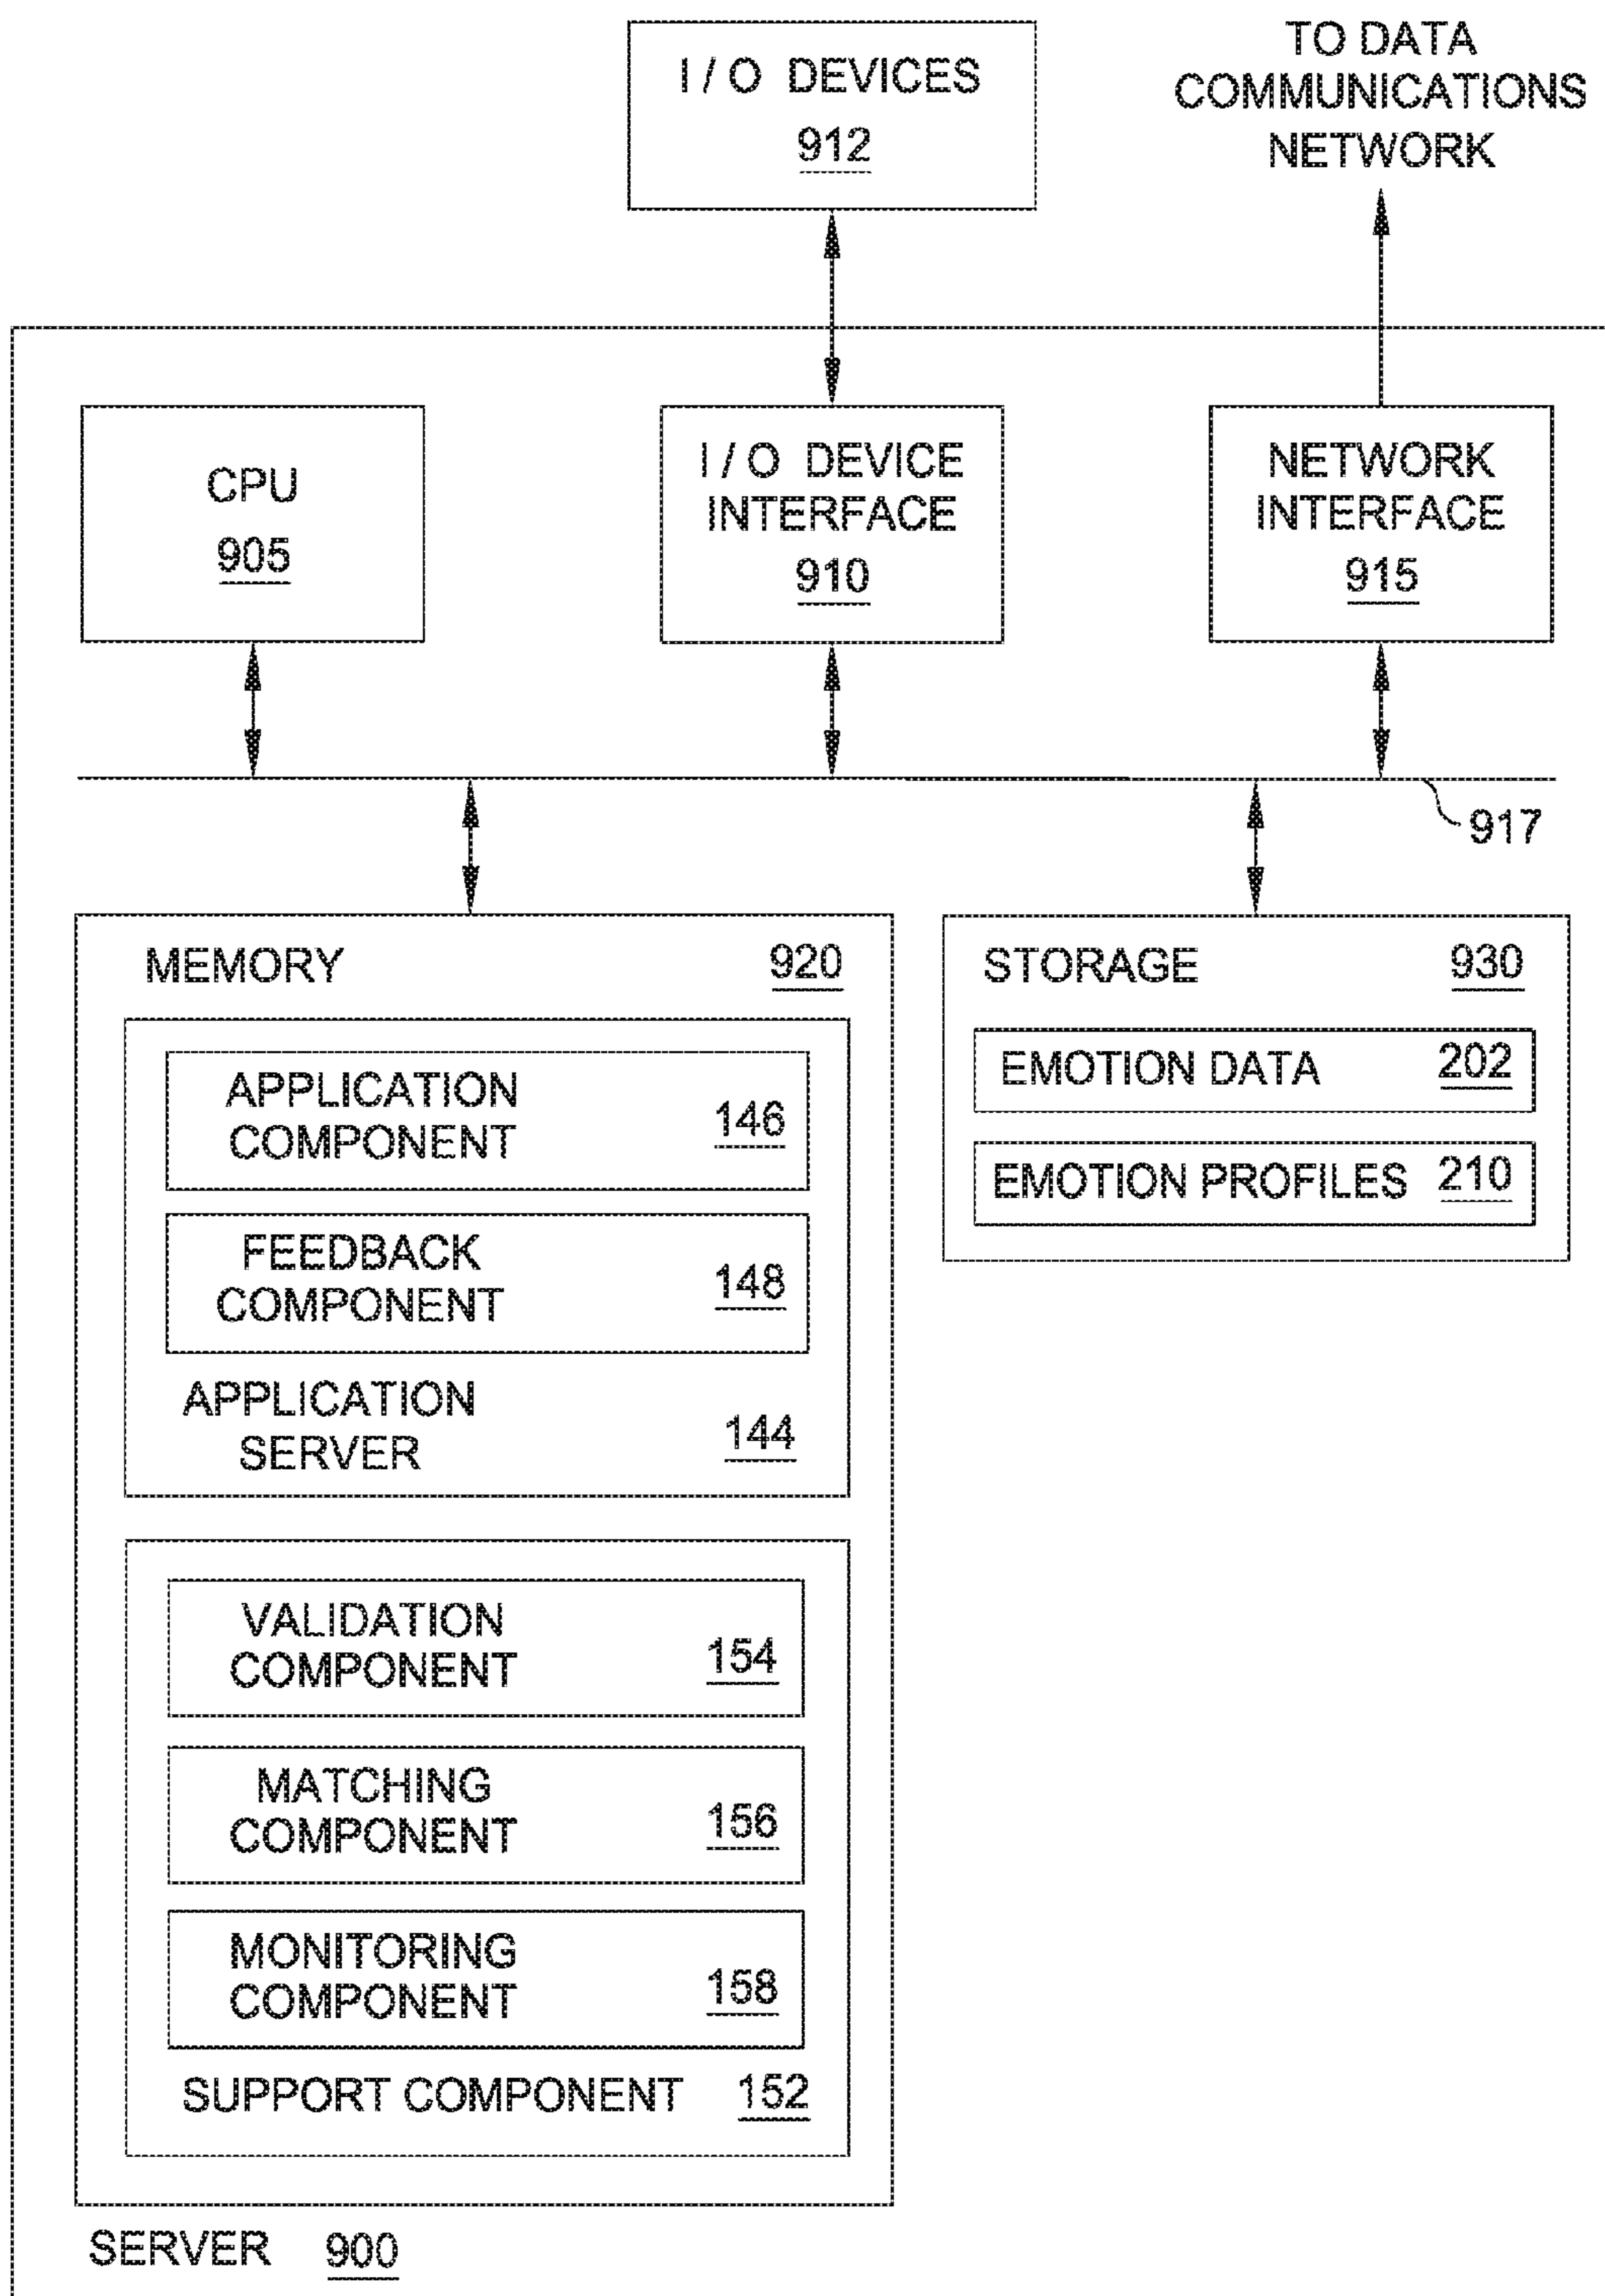 I / O DEVICES
912
TO DATA
COMMUNICATIONS
NETWORK
CPU
905
I / O DEVICE
INTERFACE
910
NETWORK
INTERFACE
915
917
MEMORY 920
APPLICATION
COMPONENT
146
FEEDBACK
COMPONENT
148
APPLICATION
SERVER
144
VALIDATION
COMPONENT
154
MATCHING
COMPONENT
156
MONITORING
COMPONENT
158
SUPPORT COMPONENT 152
STORAGE 930
EMOTION DATA 202
EMOTION PROFILES 210
SERVER 900